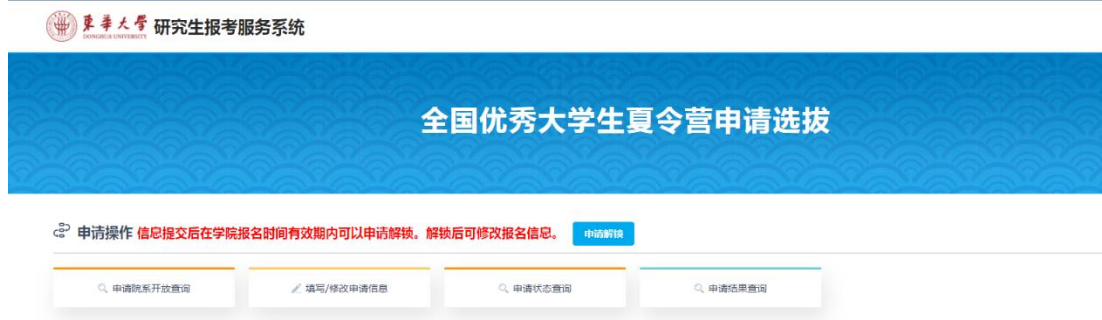 東華大學 研究生报考服务系统
DONGHUA UNIVERSITY
全国优秀大学生夏令营申请选拔
申请操作 信息提交后在学院报名时间有效期内可以申请解锁。解锁后可修改报名信息。 申请解锁
申请院系开放查询 填写/修改申请信息 申请状态查询 申请结果查询